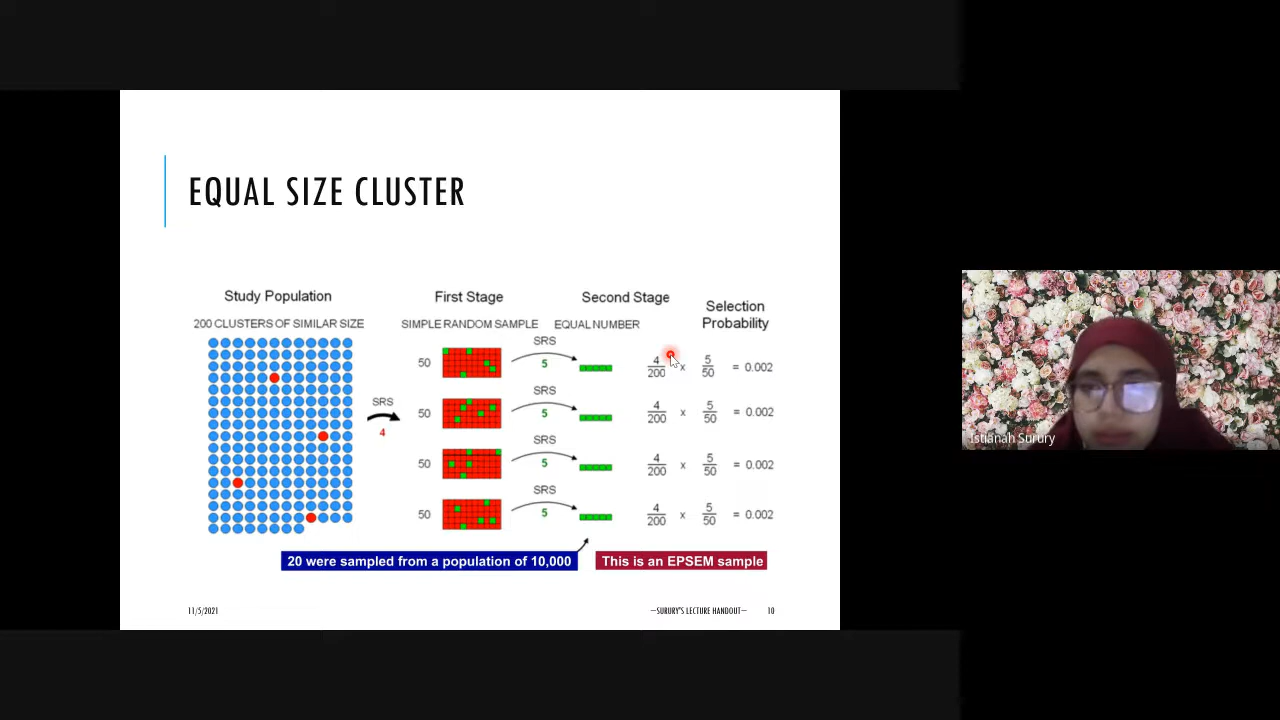 EQUAL SIZE CLUSTER
Study Population
First Stage
Second Stage
Selection
Probability
200 CLUSTERS OF SIMILAR SIZE
SIMPLE RANDOM SAMPLE
EQUAL NUMBER
SRS
4
50
SRS
5
4/200 x 5/50 = 0.002
50
SRS
5
4/200 x 5/50 = 0.002
50
SRS
5
4/200 x 5/50 = 0.002
50
SRS
5
4/200 x 5/50 = 0.002
20 were sampled from a population of 10,000
This is an EPSEM sample
11/5/2021
—SURURY'S LECTURE HANDOUT—
10
Istianah Surury